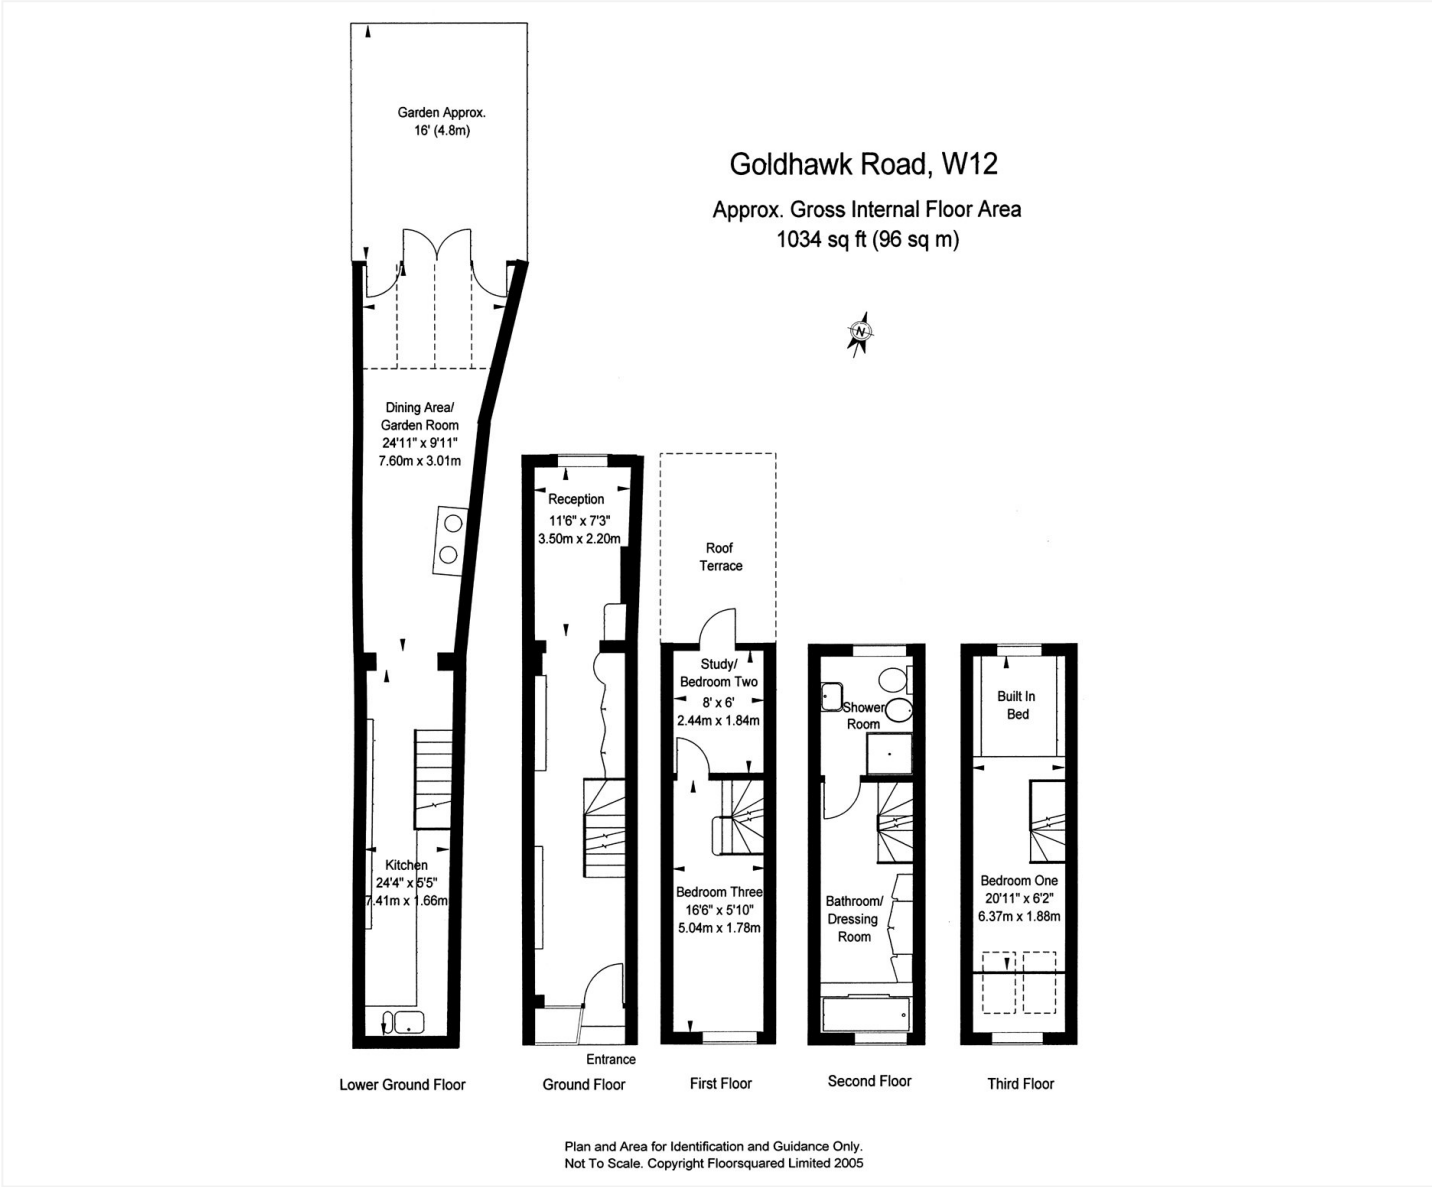 Garden Approx.
16' (4.8m)
Goldhawk Road, W12
Approx. Gross Internal Floor Area
1034 sq ft (96 sq m)
N
Dining Area/
Garden Room
24'11" x 9'11"
7.60m x 3.01m
Reception
11'6" x 7'3"
3.50m x 2.20m
Roof
Terrace
Study/
Bedroom Two
8' x 6'
2.44m x 1.84m
Shower
Room
Built In
Bed
Kitchen
24'4" x 5'5"
7.41m x 1.66m
Bedroom Three
16'6" x 5'10"
5.04m x 1.78m
Bathroom/
Dressing
Room
Bedroom One
20'11" x 6'2"
6.37m x 1.88m
Entrance
Lower Ground Floor
Ground Floor
First Floor
Second Floor
Third Floor
Plan and Area for Identification and Guidance Only.
Not To Scale. Copyright Floorsquared Limited 2005